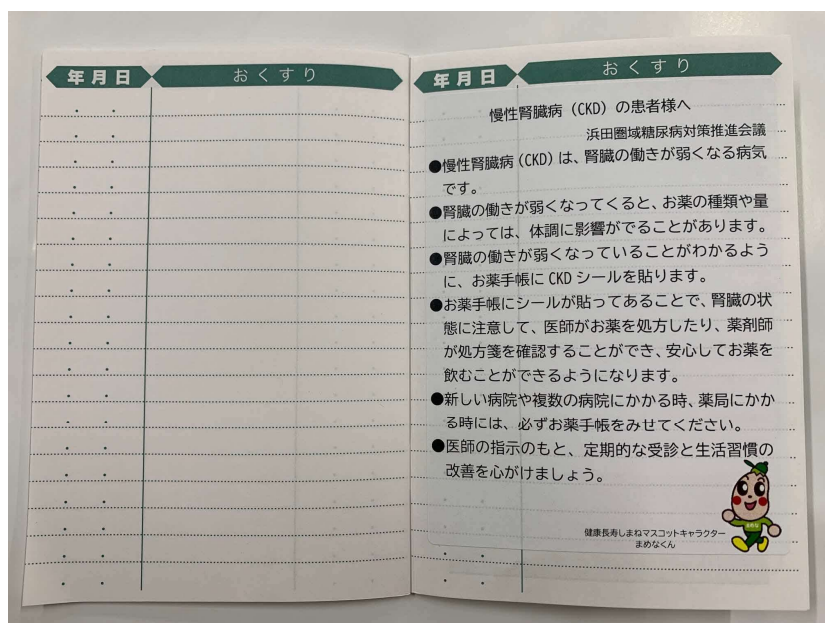 年月日
おくすり
年月日
おくすり
慢性腎臓病（CKD）の患者様へ
浜田圏域糖尿病対策推進会議
●慢性腎臓病（CKD）は、腎臓の働きが弱くなる病気
です。
●腎臓の働きが弱くなってくると、お薬の種類や量
によっては、体調に影響がでることがあります。
●腎臓の働きが弱くなっていることがわかるよう
に、お薬手帳に CKD シールを貼ります。
●お薬手帳にシールが貼ってあることで、腎臓の状
態に注意して、医師がお薬を処方したり、薬剤師
が処方箋を確認することができ、安心してお薬を
飲むことができるようになります。
●新しい病院や複数の病院にかかる時、薬局にかか
る時には、必ずお薬手帳をみせてください。
●医師の指示のもと、定期的な受診と生活習慣の
改善を心がけましょう。
まめな
健康長寿しまねマスコットキャラクター
まめなくん